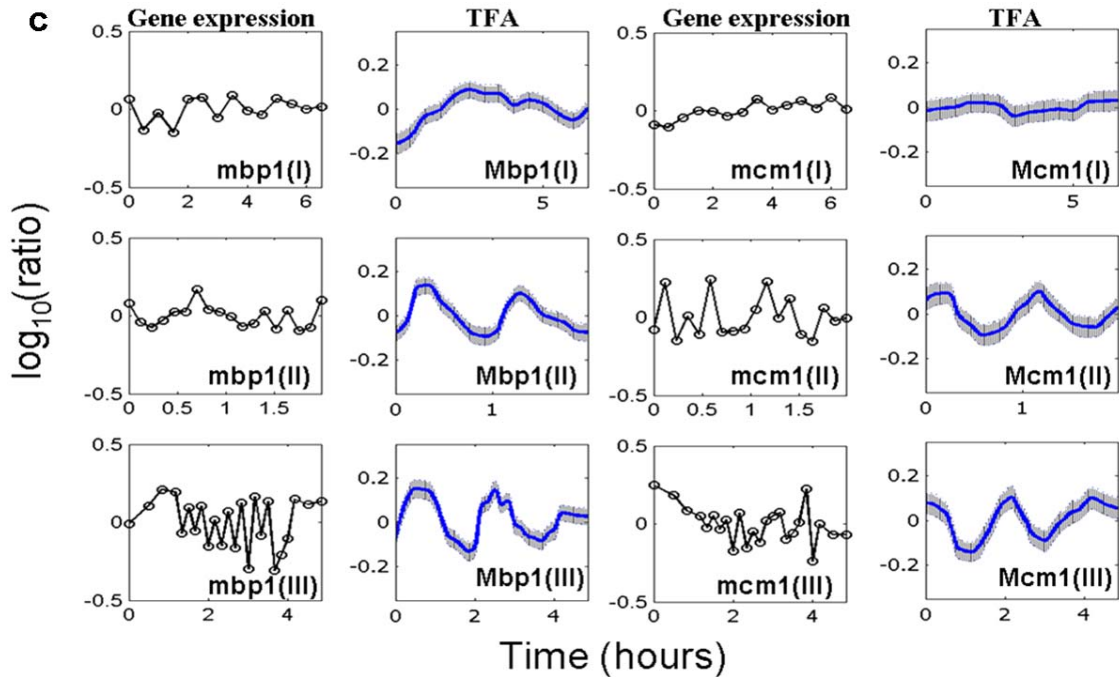 C
Gene expression TFA Gene expression TFA
log10(ratio)
0.5 0.2 0.5 0.2
0 0 0 0
-0.5 -0.2 -0.5 -0.2
mbp1(I) Mbp1(I) mcm1(I) Mcm1(I)
0 2 4 6 0 5 0 2 4 6 0 5
0.5 0.2 0.5 0.2
0 0 0 0
-0.5 -0.2 -0.5 -0.2
mbp1(II) Mbp1(II) mcm1(II) Mcm1(II)
0 0.5 1 1.5 0 1 0 0.5 1 1.5 0 1
0.5 0.2 0.5 0.2
0 0 0 0
-0.5 -0.2 -0.5 -0.2
mbp1(III) Mbp1(III) mcm1(III) Mcm1(III)
0 2 4 0 2 4 0 2 4 0 2 4
Time (hours)